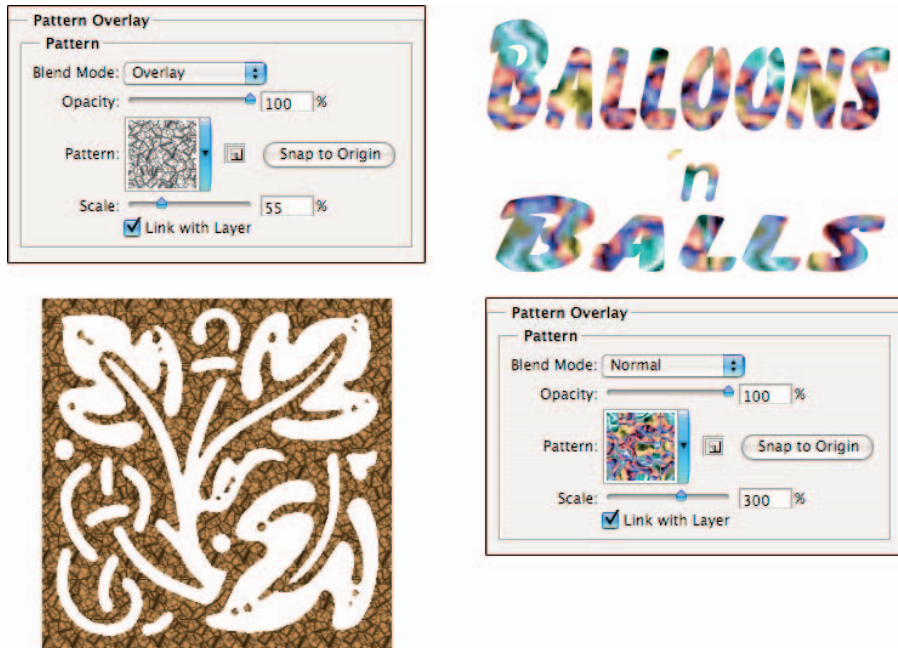 Pattern Overlay
Pattern
Blend Mode: Overlay
Opacity: 100 %
Pattern: Snap to Origin
Scale: 55 %
Link with Layer
BALLOONS
'n
BALLS
Pattern Overlay
Pattern
Blend Mode: Normal
Opacity: 100 %
Pattern: Snap to Origin
Scale: 300 %
Link with Layer